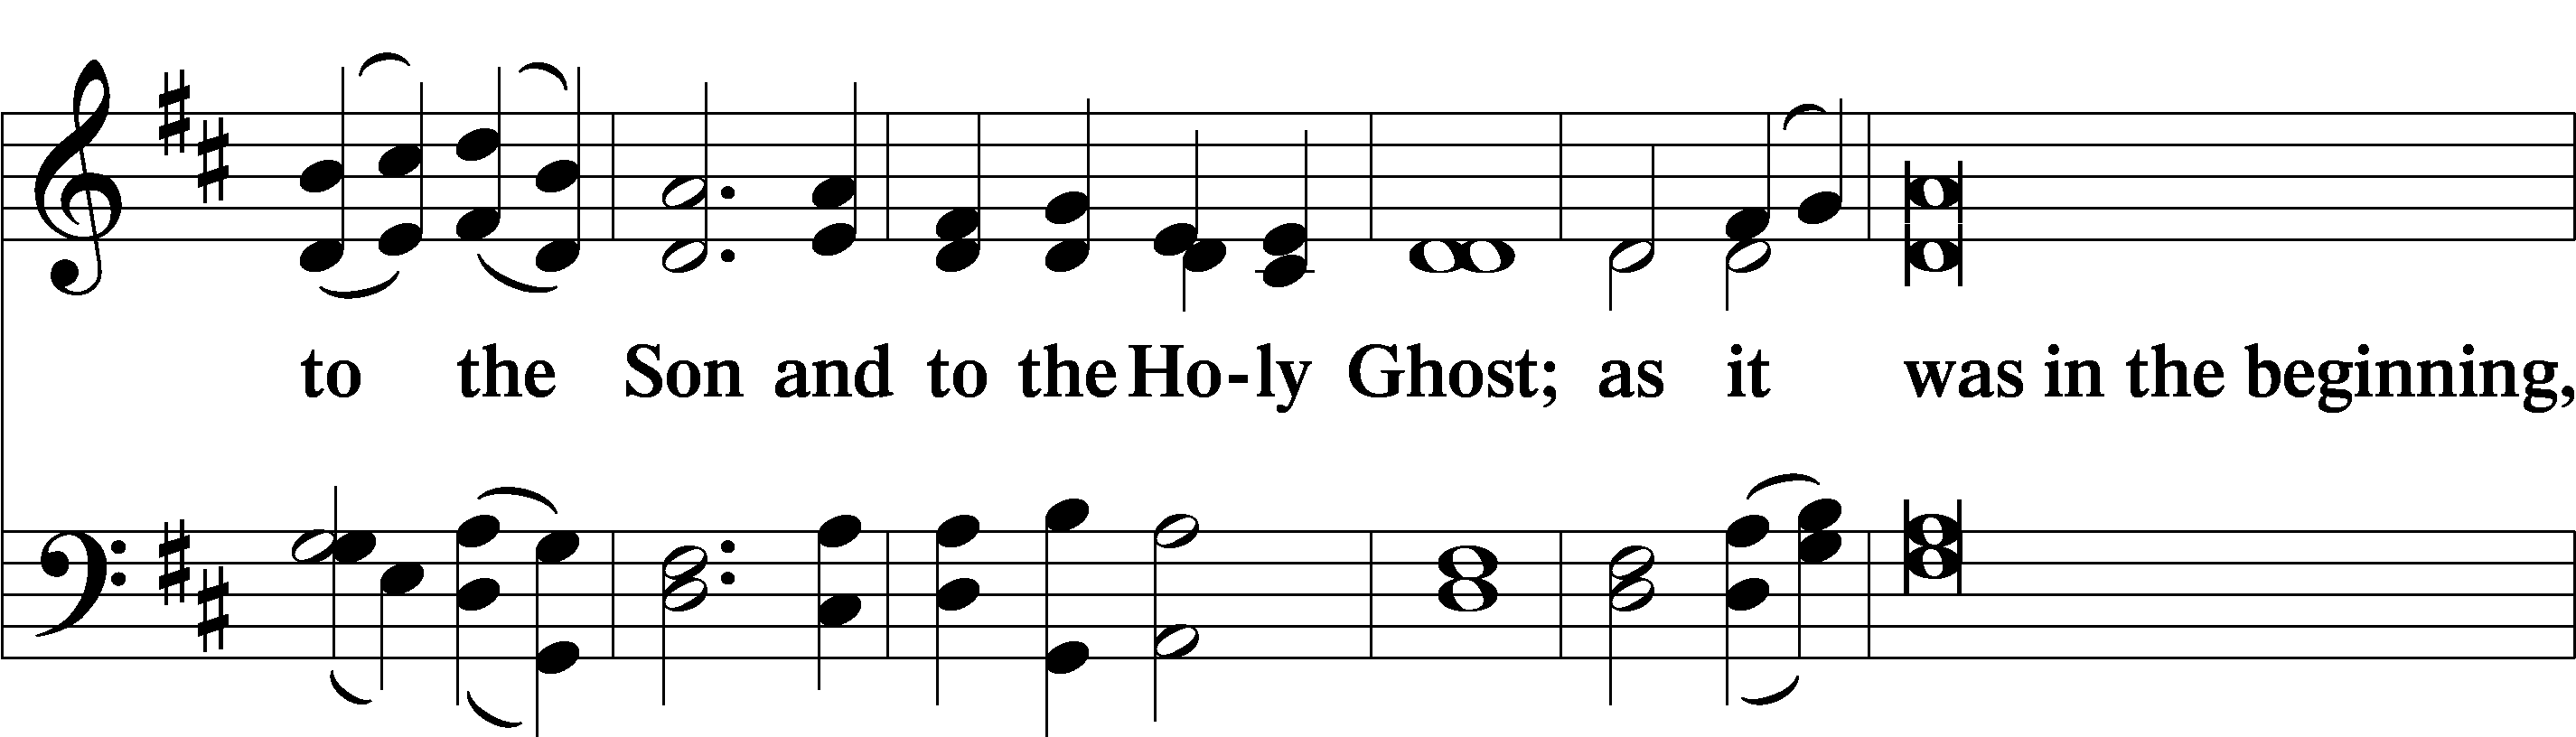 to the Son and to the Ho-ly Ghost; as it was in the beginning,